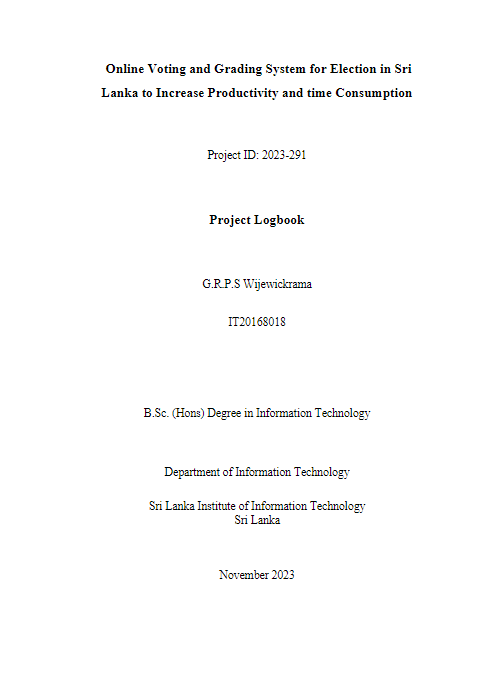 Online Voting and Grading System for Election in Sri
Lanka to Increase Productivity and time Consumption
Project ID: 2023-291
Project Logbook
G.R.P.S Wijewickrama
IT20168018
B.Sc. (Hons) Degree in Information Technology
Department of Information Technology
Sri Lanka Institute of Information Technology
Sri Lanka
November 2023